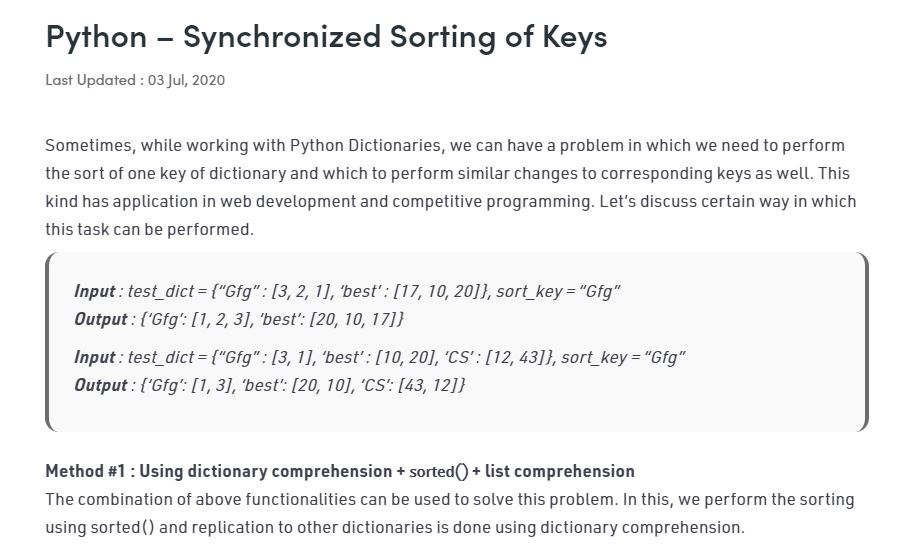 Python – Synchronized Sorting of Keys
Last Updated : 03 Jul, 2020
Sometimes, while working with Python Dictionaries, we can have a problem in which we need to perform
the sort of one key of dictionary and which to perform similar changes to corresponding keys as well. This
kind has application in web development and competitive programming. Let’s discuss certain way in which
this task can be performed.
Input : test_dict = {“Gfg” : [3, 2, 1], ‘best’ : [17, 10, 20]}, sort_key = “Gfg”
Output : {‘Gfg’: [1, 2, 3], ‘best’: [20, 10, 17]}
Input : test_dict = {“Gfg” : [3, 1], ‘best’ : [10, 20], ‘CS’ : [12, 43]}, sort_key = “Gfg”
Output : {‘Gfg’: [1, 3], ‘best’: [20, 10], ‘CS’: [43, 12]}
Method #1 : Using dictionary comprehension + sorted() + list comprehension
The combination of above functionalities can be used to solve this problem. In this, we perform the sorting
using sorted() and replication to other dictionaries is done using dictionary comprehension.